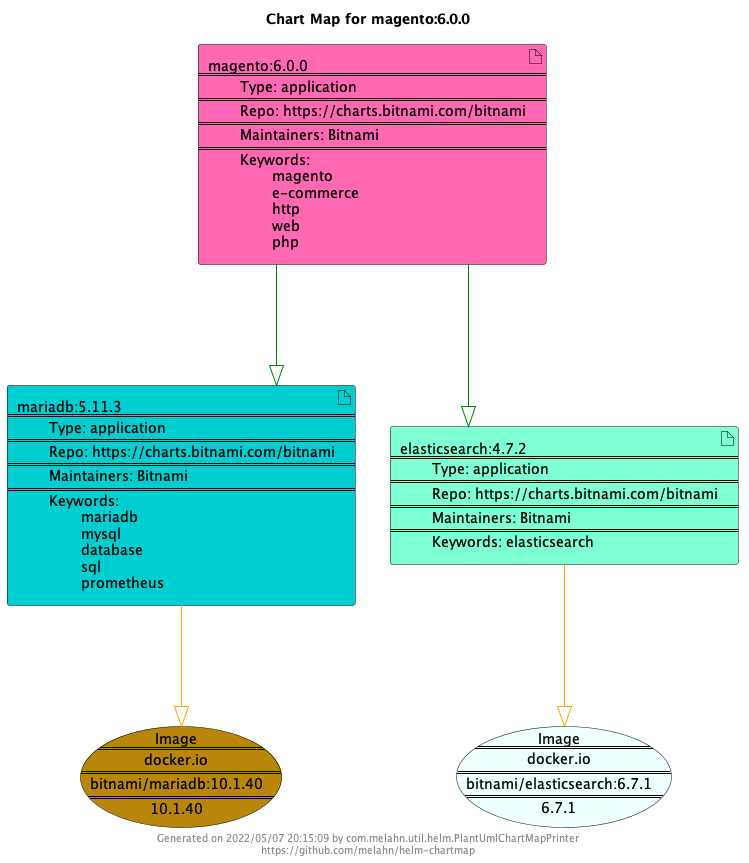 Chart Map for magento:6.0.0
magento:6.0.0
Type: application
Repo: https://charts.bitnami.com/bitnami
Maintainers: Bitnami
Keywords:
magento
e-commerce
http
web
php
mariadb:5.11.3
Type: application
Repo: https://charts.bitnami.com/bitnami
Maintainers: Bitnami
Keywords:
mariadb
mysql
database
sql
prometheus
elasticsearch:4.7.2
Type: application
Repo: https://charts.bitnami.com/bitnami
Maintainers: Bitnami
Keywords: elasticsearch
Image
docker.io
bitnami/mariadb:10.1.40
10.1.40
Image
docker.io
bitnami/elasticsearch:6.7.1
6.7.1
Generated on 2022/05/07 20:15:09 by com.melahn.util.helm.PlantUmlChartMapPrinter
https://github.com/melahn/helm-chartmap